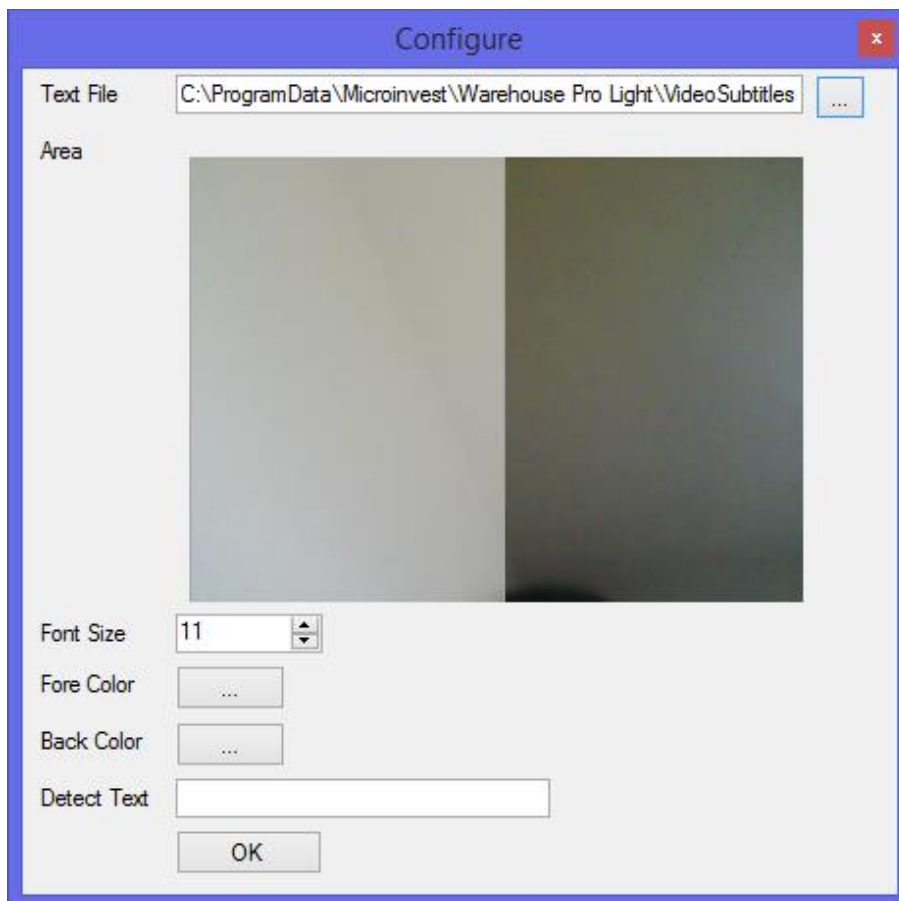 Configure
x
Text File C:\ProgramData\Microinvest\Warehouse Pro Light\VideoSubtitles ...
Area
Font Size 11
Fore Color ...
Back Color ...
Detect Text
OK